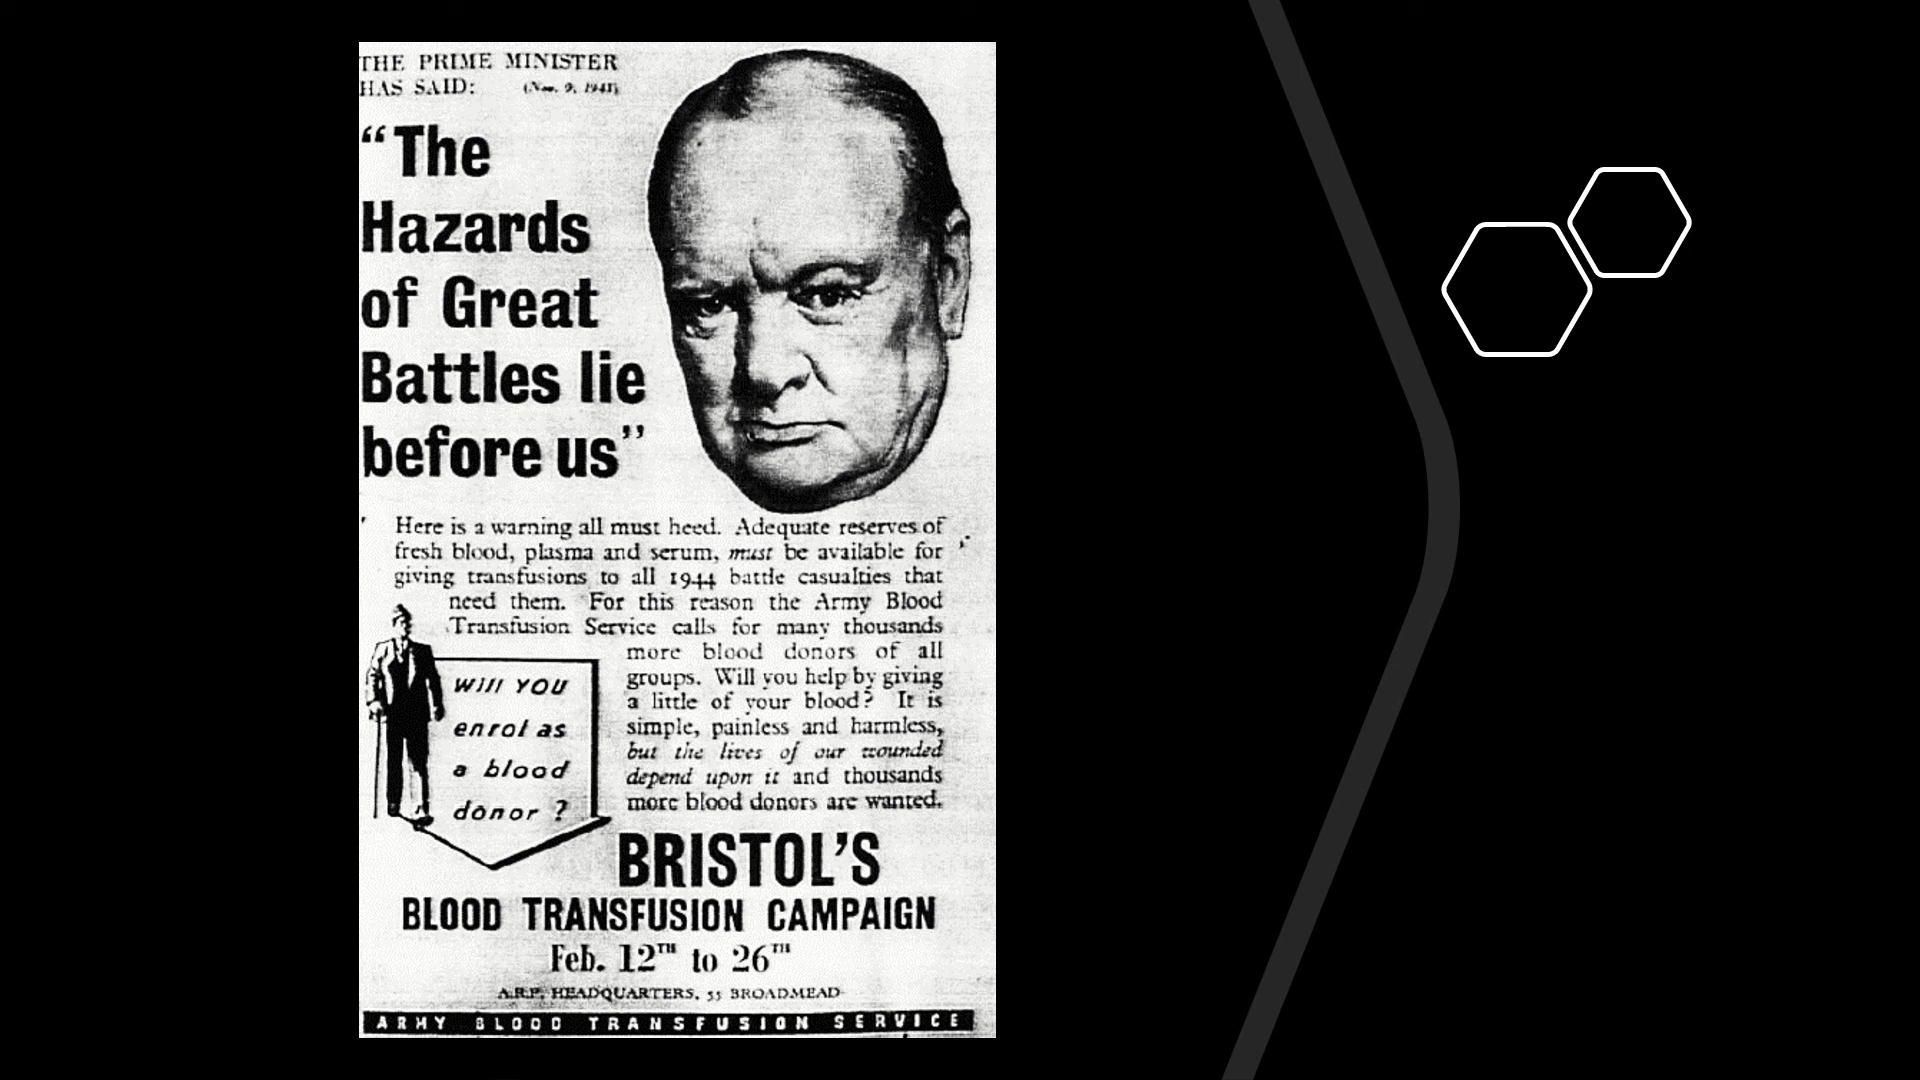 THE PRIME MINISTER
HAS SAID: (Nov. 9, 1943)
“The
Hazards
of Great
Battles lie
before us”
Here is a warning all must heed. Adequate reserves of
fresh blood, plasma and serum, must be available for
giving transfusions to all 1944 battle casualties that
need them. For this reason the Army Blood
Transfusion Service calls for many thousands
more blood donors of all
groups. Will you help by giving
a little of your blood? It is
simple, painless and harmless,
but the lives of our wounded
depend upon it and thousands
more blood donors are wanted.
Will YOU
enrol as
a blood
donor ?
BRISTOL’S
BLOOD TRANSFUSION CAMPAIGN
Feb. 12TH to 26TH
A.R.P. HEADQUARTERS, 55 BROADMEAD
ARMY BLOOD TRANSFUSION SERVICE